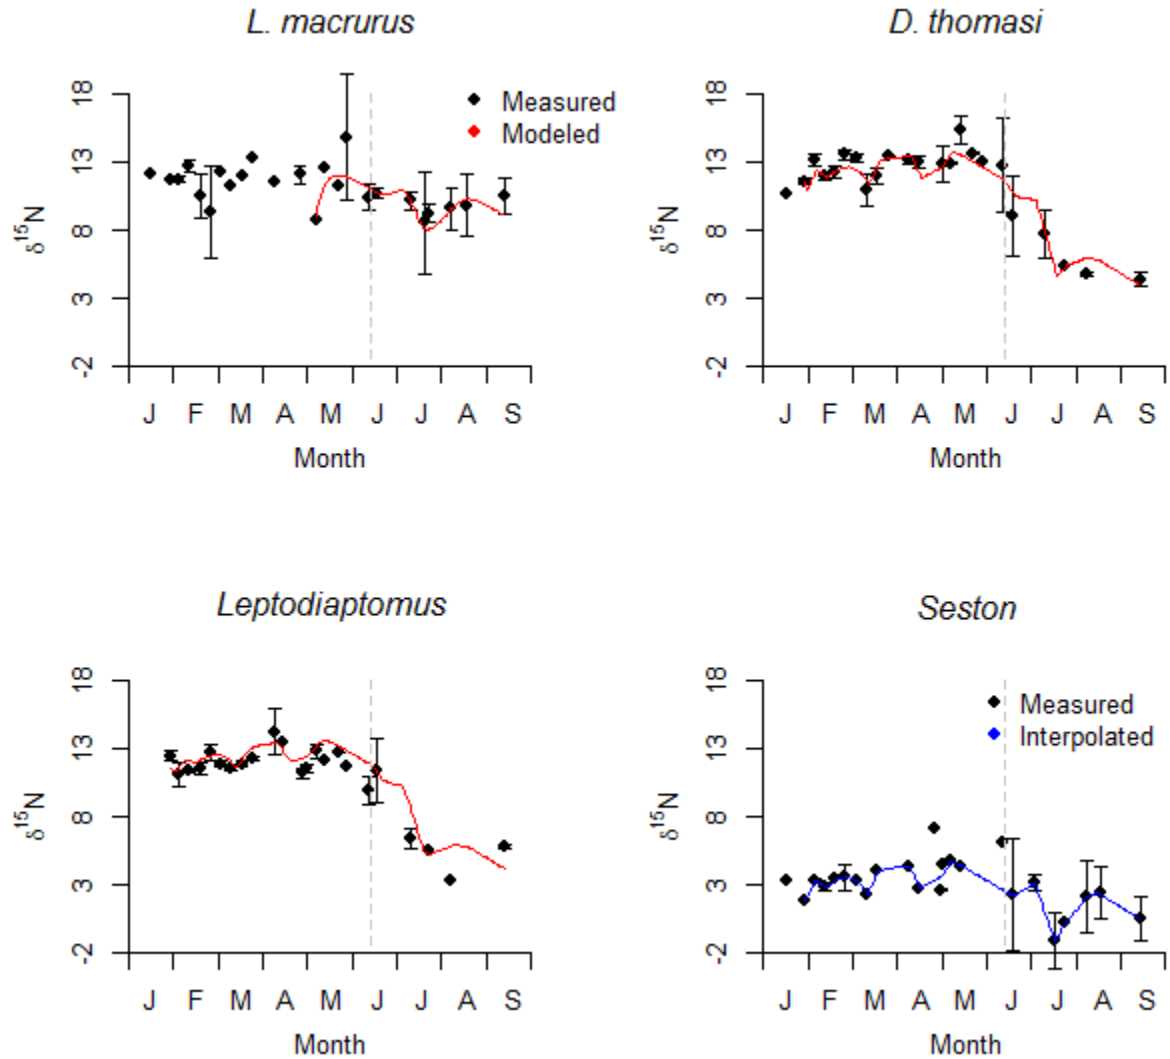 L. macrurus
D. thomasi
18
13
8
3
-2
δ15N
Measured
Modeled
J F M A M J J A S
Month
18
13
8
3
-2
δ15N
J F M A M J J A S
Month
Leptodiaptomus
Seston
18
13
8
3
-2
δ15N
J F M A M J J A S
Month
18
13
8
3
-2
δ15N
Measured
Interpolated
J F M A M J J A S
Month